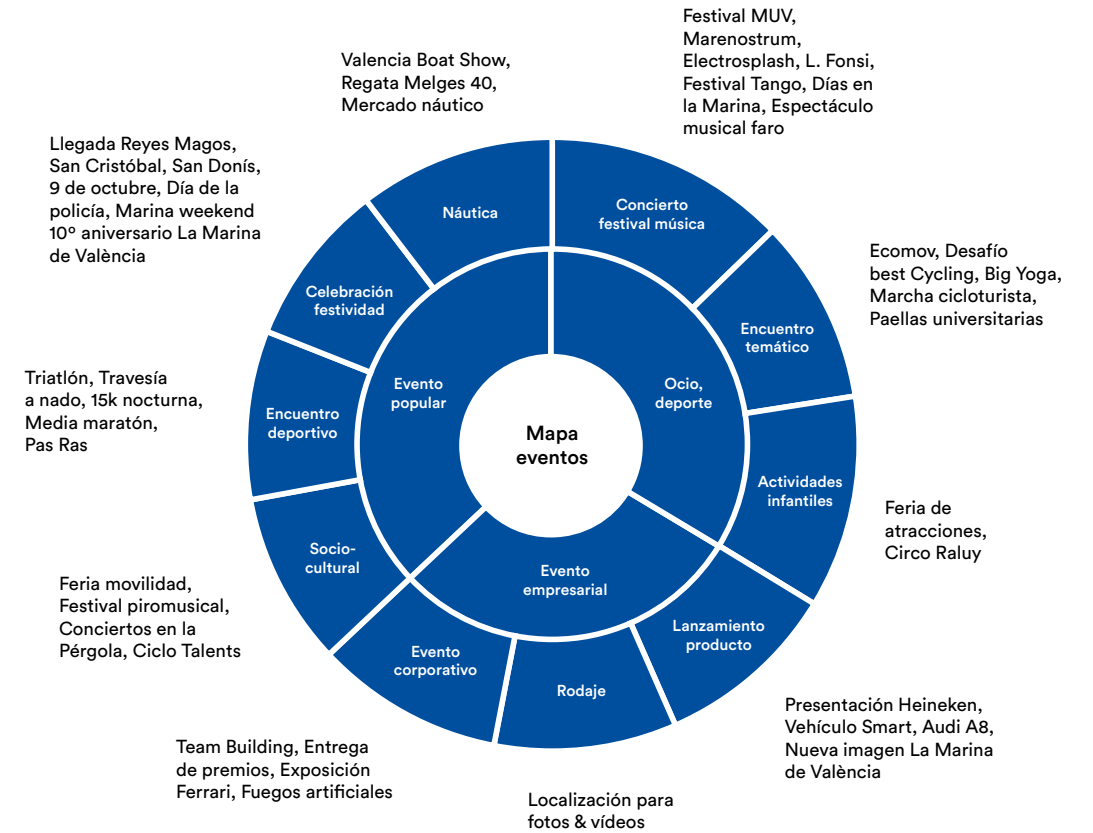 Festival MUV,
Marenostrum,
Electrosplash, L. Fonsi,
Festival Tango, Días en
la Marina, Espectáculo
musical faro
Valencia Boat Show,
Regata Melges 40,
Mercado náutico
Llegada Reyes Magos,
San Cristóbal, San Donís,
9 de octubre, Día de la
policía, Marina weekend
10º aniversario La Marina
de València
Náutica
Concierto
festival música
Ecomov, Desafío
best Cycling, Big Yoga,
Marcha cicloturista,
Paellas universitarias
Celebración
festividad
Encuentro
temático
Triatlón, Travesía
a nado, 15k nocturna,
Media maratón,
Pas Ras
Encuentro
deportivo
Evento
popular
Ocio,
deporte
Mapa
eventos
Actividades
infantiles
Feria de
atracciones,
Circo Raluy
Socio-
cultural
Evento
empresarial
Feria movilidad,
Festival piromusical,
Conciertos en la
Pérgola, Ciclo Talents
Evento
corporativo
Rodaje
Lanzamiento
producto
Presentación Heineken,
Vehículo Smart, Audi A8,
Nueva imagen La Marina
de València
Team Building, Entrega
de premios, Exposición
Ferrari, Fuegos artificiales
Localización para
fotos & vídeos